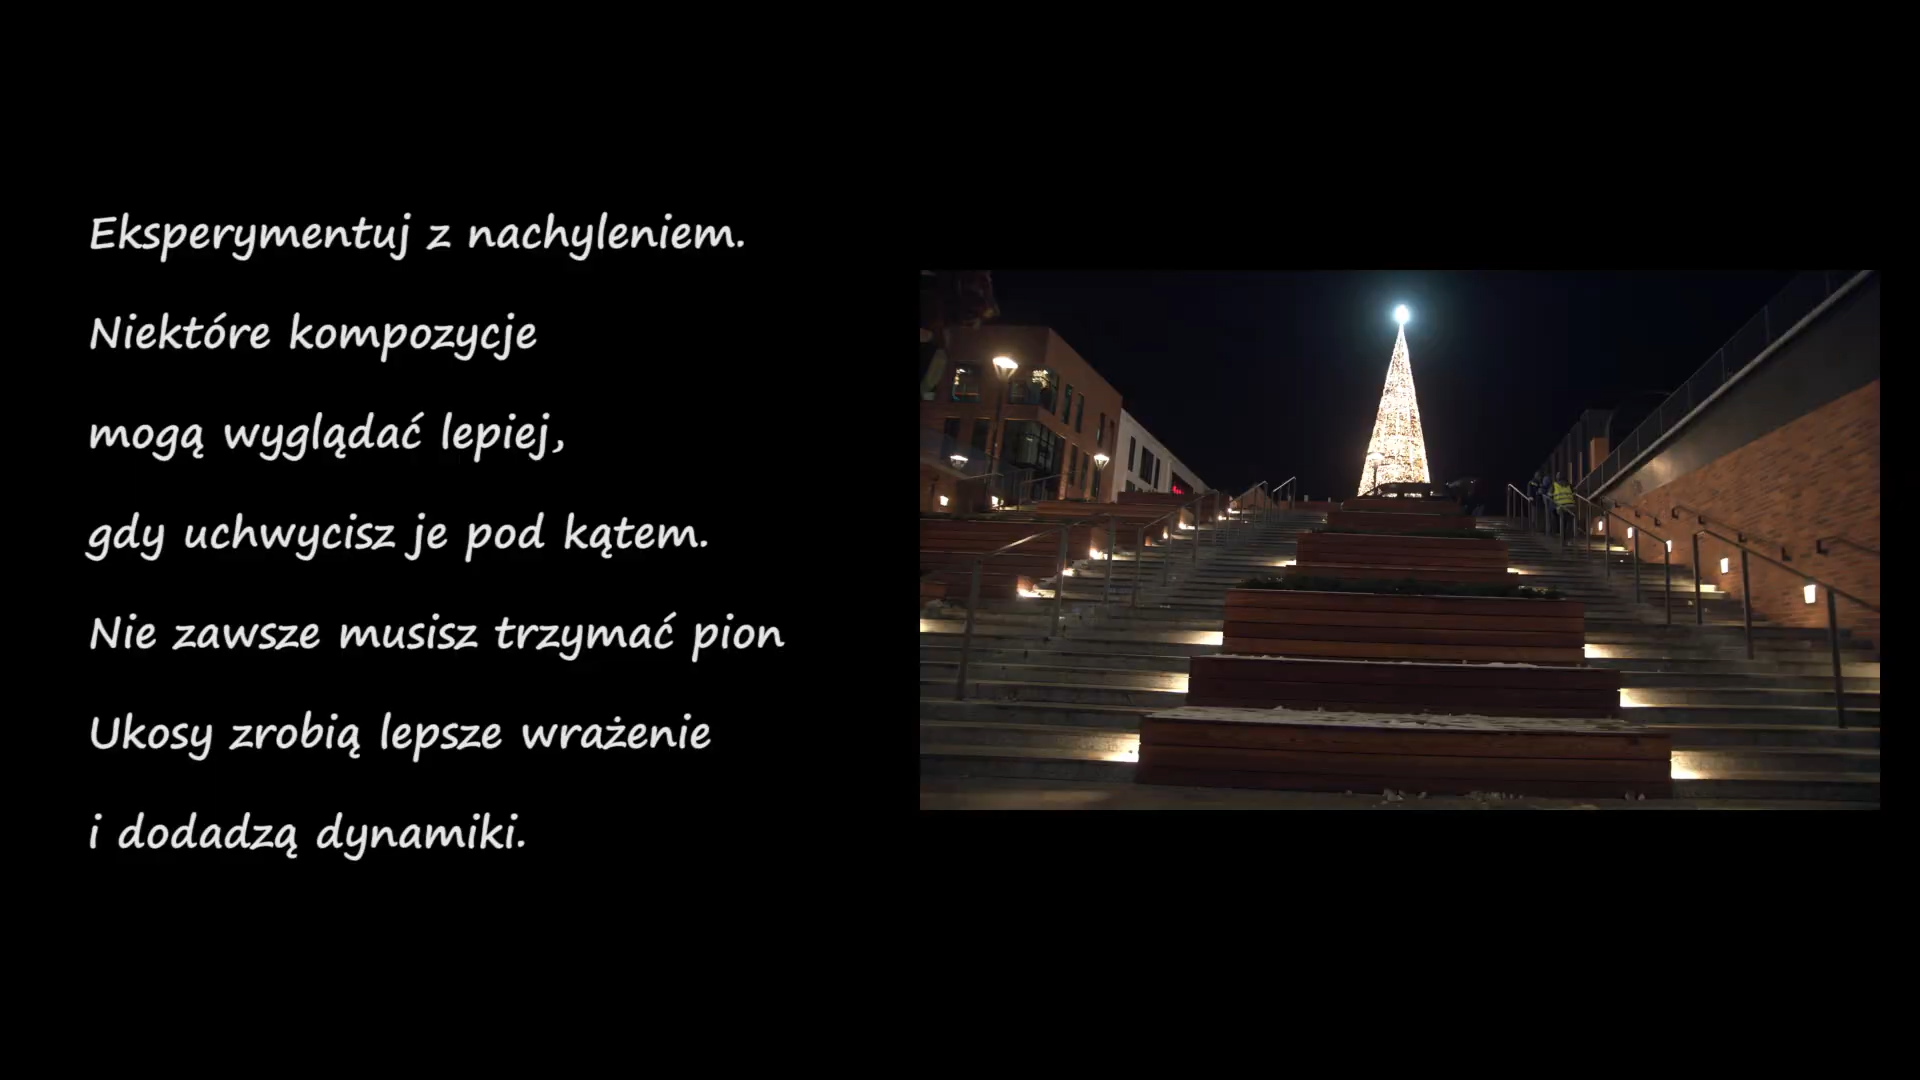 Eksperymentuj z nachyleniem.
Niektóre kompozycje
mogą wyglądać lepiej,
gdy uchwycisz je pod kątem.
Nie zawsze musisz trzymać pion
Ukosy zrobią lepsze wrażenie
i dodadzą dynamiki.